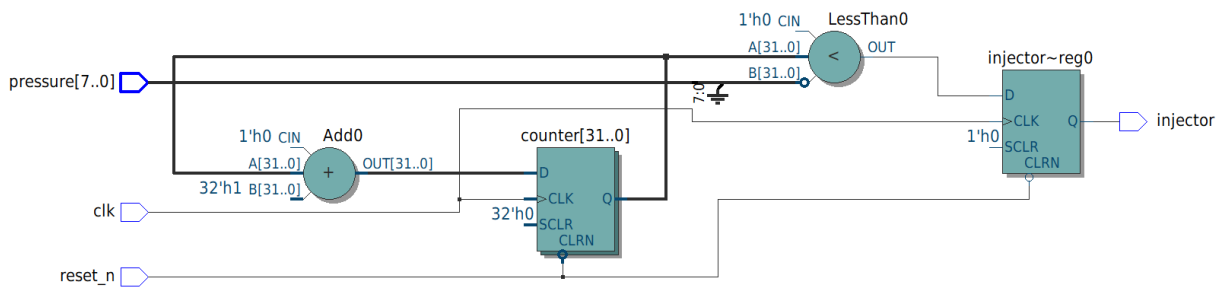 LessThan0
1'h0 CIN
A[31..0]
OUT
B[31..0]
<
injector~reg0
pressure[7..0]
7:0
D
CLK
Q
injector
1'h0
SCLR
CLRN
Add0
1'h0 CIN
A[31..0]
OUT[31..0]
+
32'h1 B[31..0]
counter[31..0]
D
CLK
Q
32'h0
SCLR
CLRN
clk
reset_n